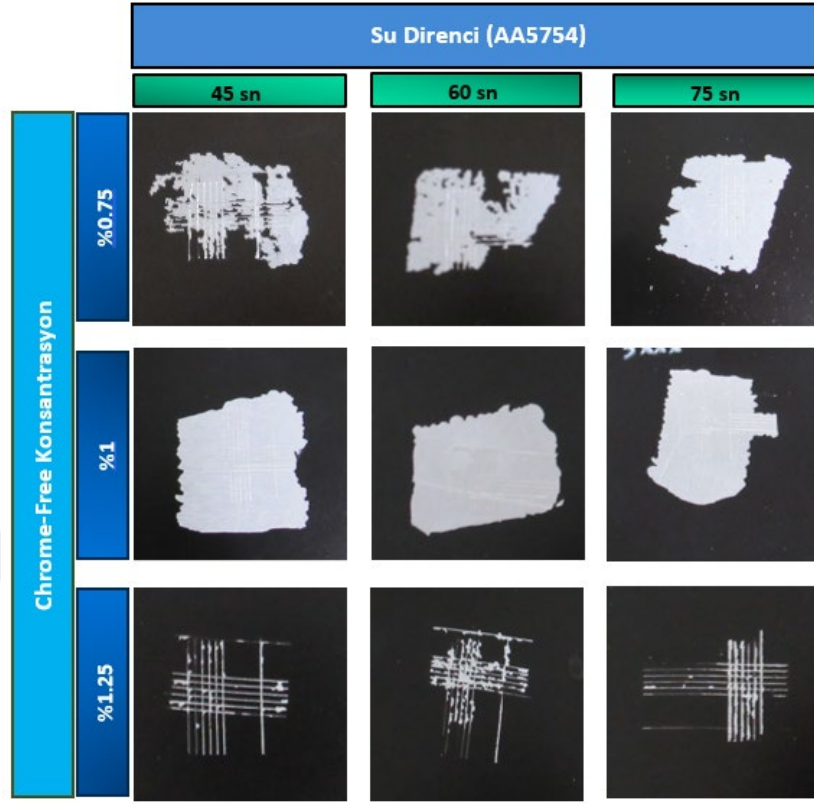 Su Direnci (AA5754)
45 sn
60 sn
75 sn
Chrome-Free Konsantrasyon
%0.75
%1
%1.25